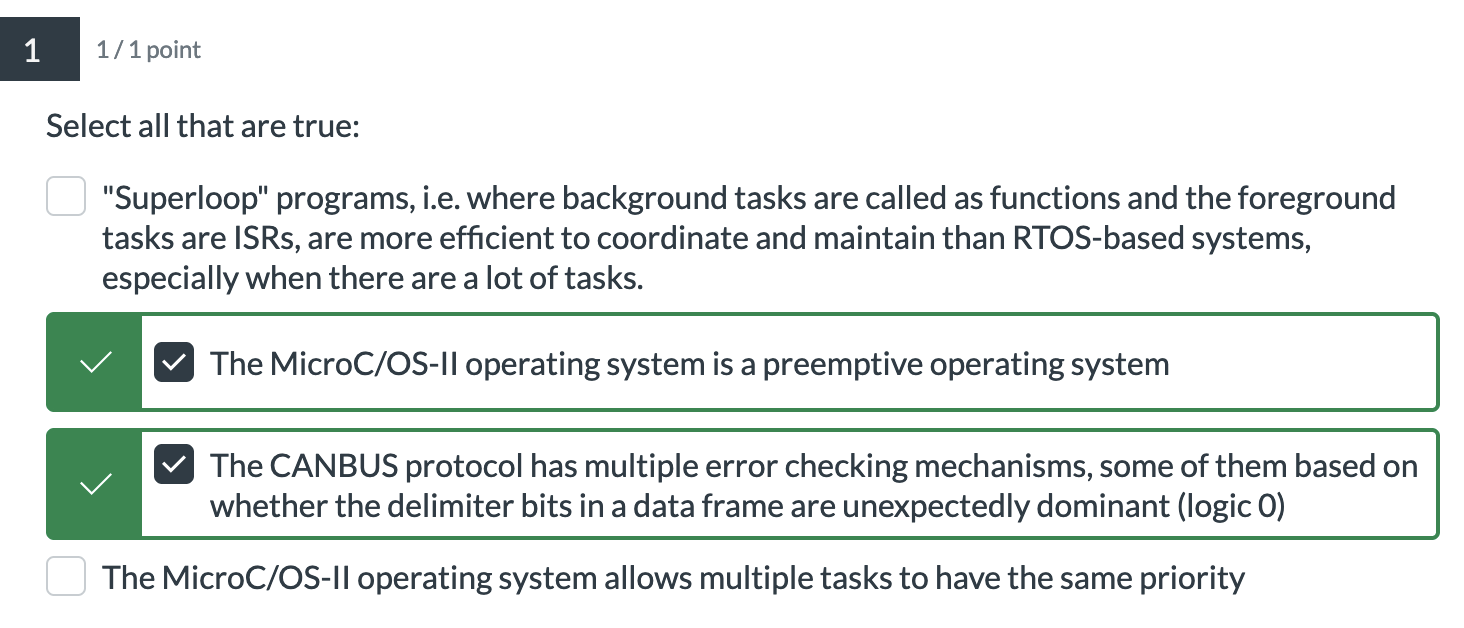 1
1 / 1 point
Select all that are true:
"Superloop" programs, i.e. where background tasks are called as functions and the foreground
tasks are ISRs, are more efficient to coordinate and maintain than RTOS-based systems,
especially when there are a lot of tasks.
The MicroC/OS-II operating system is a preemptive operating system
The CANBUS protocol has multiple error checking mechanisms, some of them based on
whether the delimiter bits in a data frame are unexpectedly dominant (logic 0)
The MicroC/OS-II operating system allows multiple tasks to have the same priority